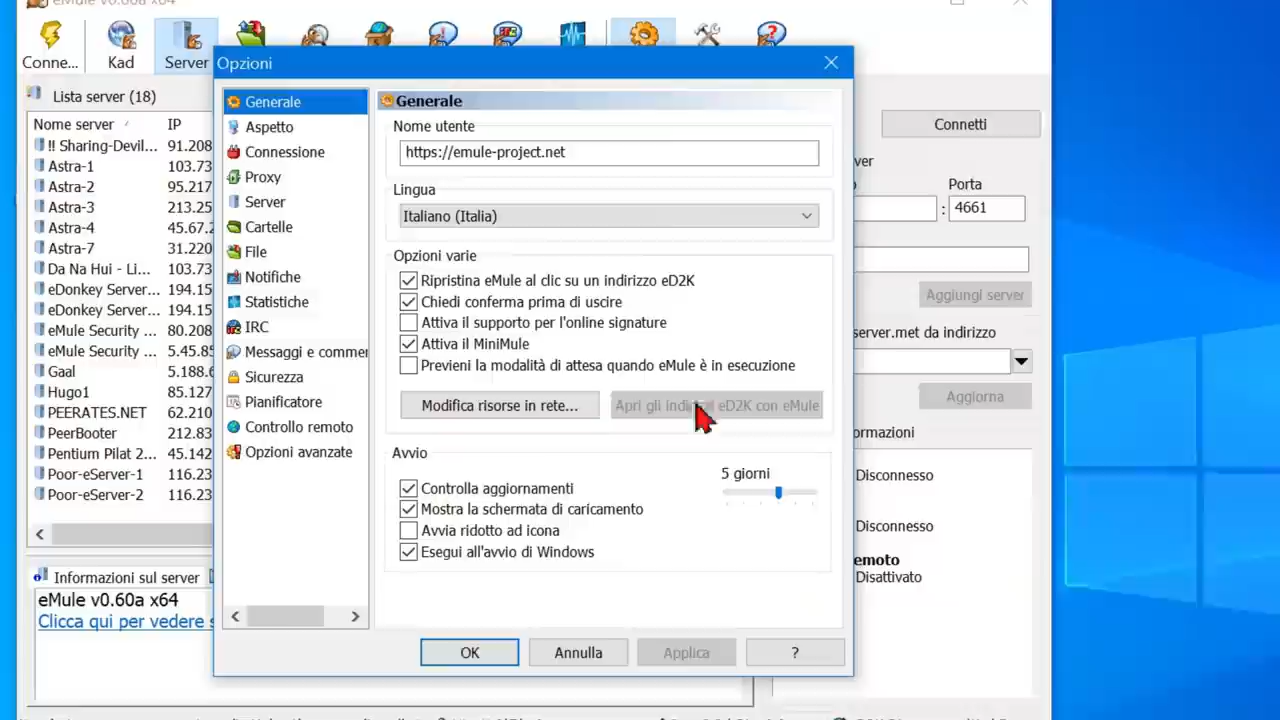 eMule v0.60a x64
Conne...
Kad
Server
Opzioni
Lista server (18)
Nome server
IP
!! Sharing-Devil... 91.208
Astra-1 103.73
Astra-2 95.217
Astra-3 213.25
Astra-4 45.67.2
Astra-7 31.220
Da Na Hui - Li... 103.73
eDonkey Server... 194.15
eDonkey Server... 194.15
eMule Security ... 80.208
eMule Security ... 5.45.85
Gaal 5.188.6
Hugo1 85.127
PEERATES.NET 62.210
PeerBooter 212.83
Pentium Pilat 2... 45.142
Poor-eServer-1 116.23
Poor-eServer-2 116.23
Informazioni sul server
eMule v0.60a x64
Clicca qui per vedere s
Generale
Aspetto
Connessione
Proxy
Server
Cartelle
File
Notifiche
Statistiche
IRC
Messaggi e commer
Sicurezza
Pianificatore
Controllo remoto
Opzioni avanzate
Generale
Nome utente
https://emule-project.net
Lingua
Italiano (Italia)
Opzioni varie
Ripristina eMule al clic su un indirizzo eD2K
Chiedi conferma prima di uscire
Attiva il supporto per l'online signature
Attiva il MiniMule
Previeni la modalità di attesa quando eMule è in esecuzione
Modifica risorse in rete...
Apri gli indirizzi eD2K con eMule
Avvio
5 giorni
Controlla aggiornamenti
Mostra la schermata di caricamento
Avvia ridotto ad icona
Esegui all'avvio di Windows
OK
Annulla
Applica
?
Connetti
ver
Porta
: 4661
Aggiungi server
server.met da indirizzo
Aggiorna
ormazioni
Disconnesso
Disconnesso
emoto
Disattivato